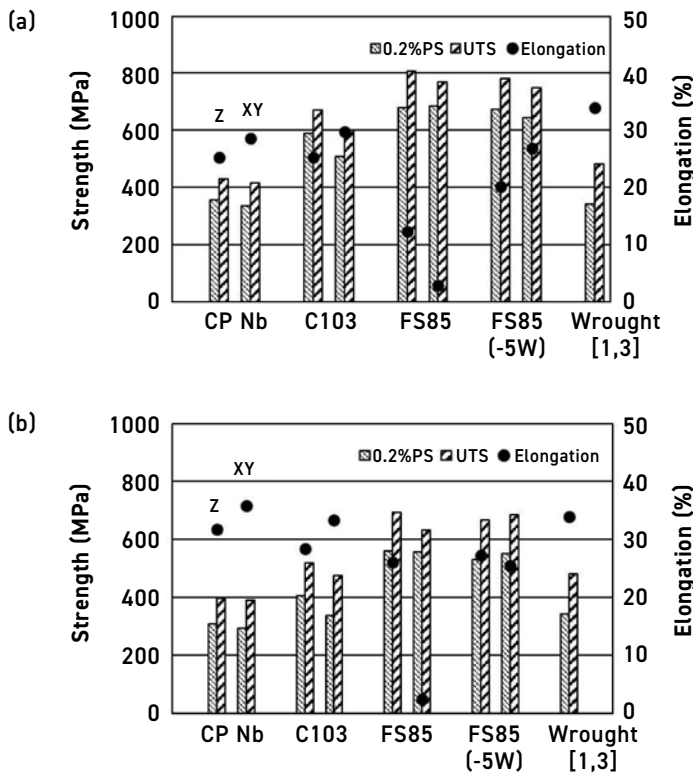 (a)
1000
800
600
400
200
0
Strength (MPa)
0.2%PS UTS Elongation
Z XY
50
40
30
20
10
0
Elongation (%)
CP Nb C103 FS85 FS85 (-5W) Wrought [1,3]
(b)
1000
800
600
400
200
0
Strength (MPa)
0.2%PS UTS Elongation
Z XY
50
40
30
20
10
0
Elongation (%)
CP Nb C103 FS85 FS85 (-5W) Wrought [1,3]